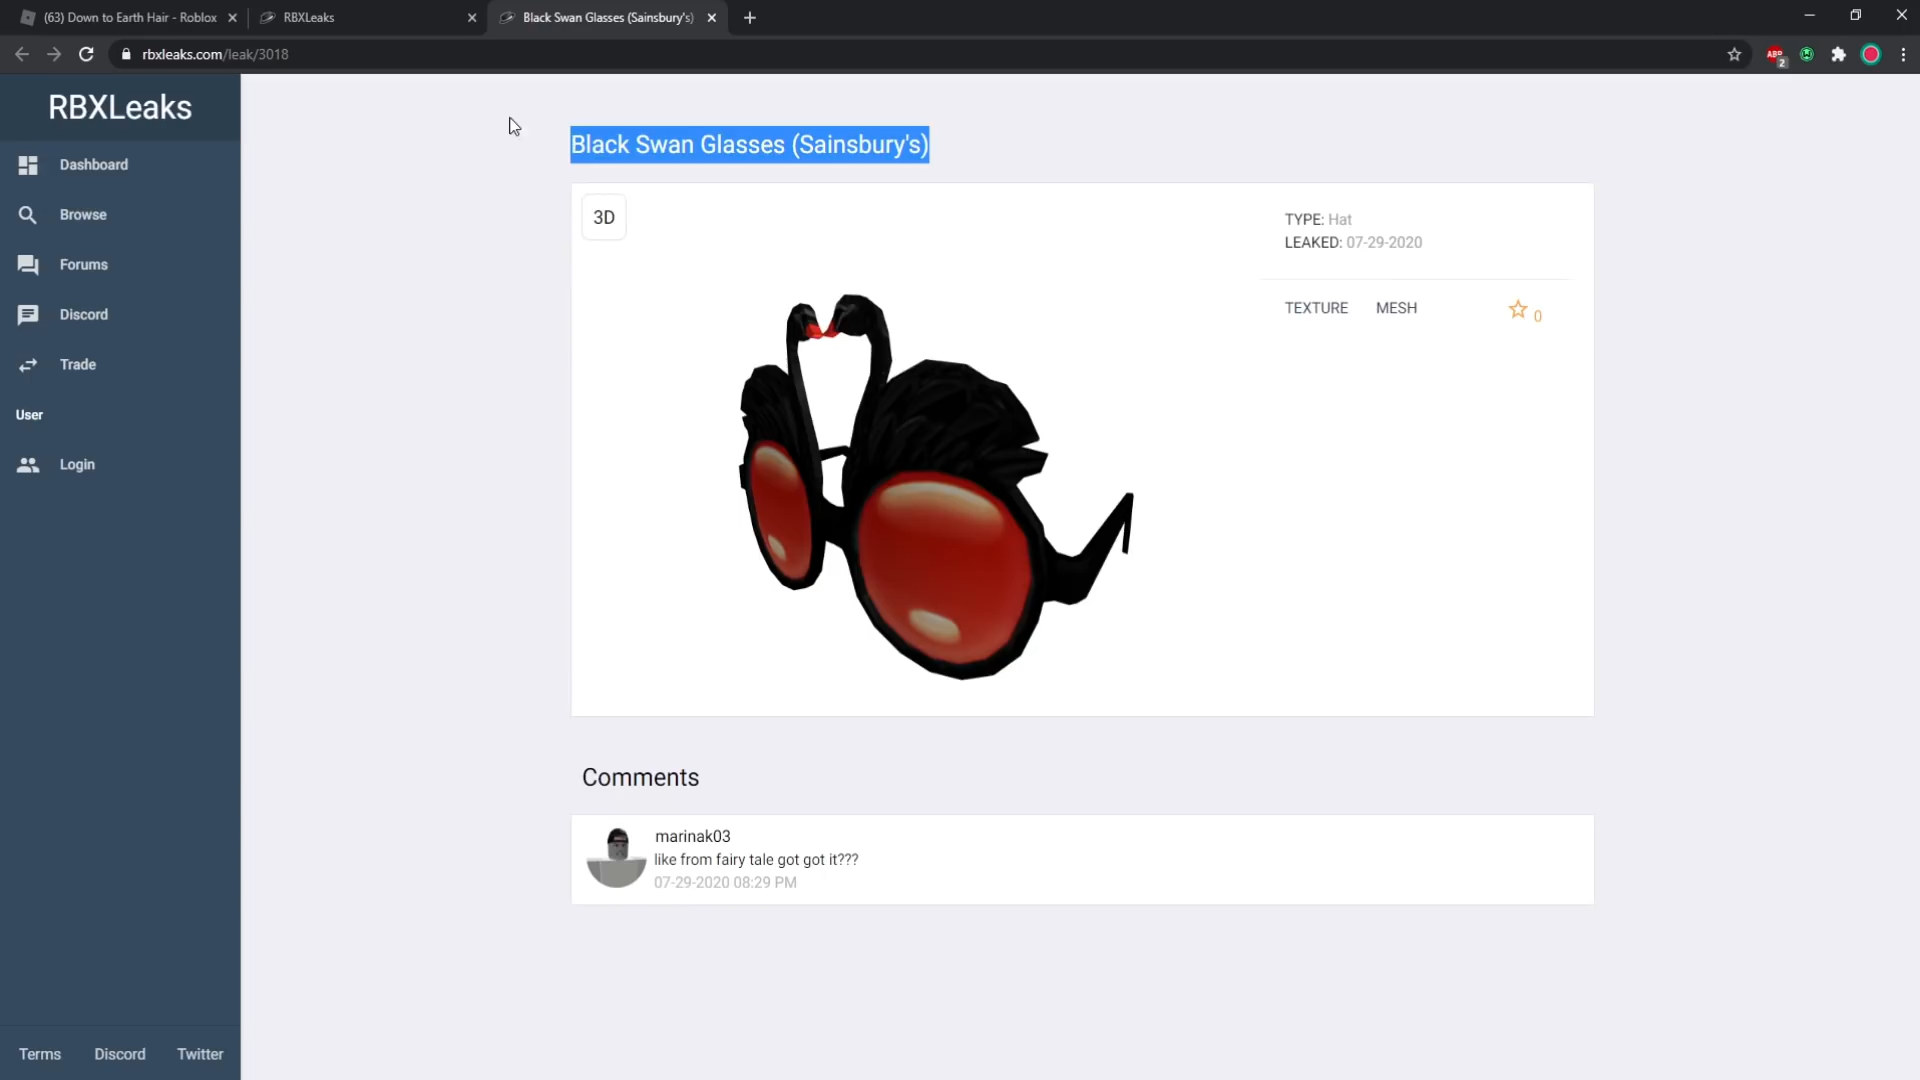 (63) Down to Earth Hair - Roblox
RBXLeaks
Black Swan Glasses (Sainsbury's)
rbxleaks.com/leak/3018
ABP
2
RBXLeaks
Dashboard
Browse
Forums
Discord
Trade
User
Login
Terms Discord Twitter
Black Swan Glasses (Sainsbury's)
3D
TYPE: Hat
LEAKED: 07-29-2020
TEXTURE MESH 0
Comments
marinak03
like from fairy tale got got it???
07-29-2020 08:29 PM